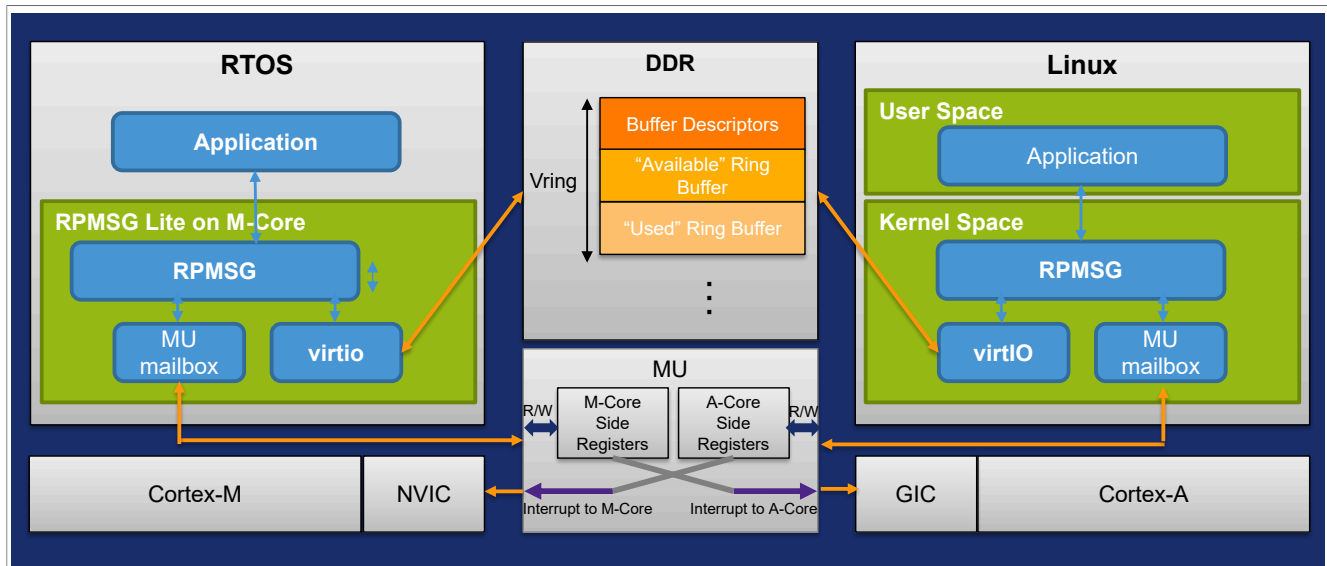 RTOS
Application
RPMSG Lite on M-Core
RPMSG
MU
mailbox
virtio
Cortex-M
NVIC
DDR
Vring
Buffer Descriptors
“Available” Ring
Buffer
“Used” Ring Buffer
MU
R/W
M-Core
Side
Registers
A-Core
Side
Registers
R/W
Interrupt to M-Core
Interrupt to A-Core
Linux
User Space
Application
Kernel Space
RPMSG
virtIO
MU
mailbox
GIC
Cortex-A